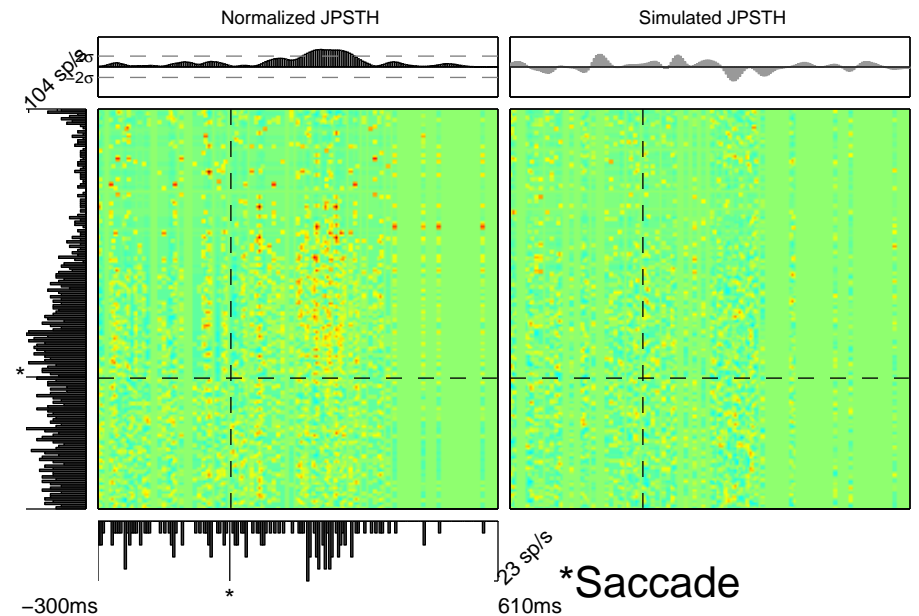 Normalized JPSTH
Simulated JPSTH
2σ
−2σ
104 sp/s
*
23 sp/s
*
*Saccade
−300ms
610ms